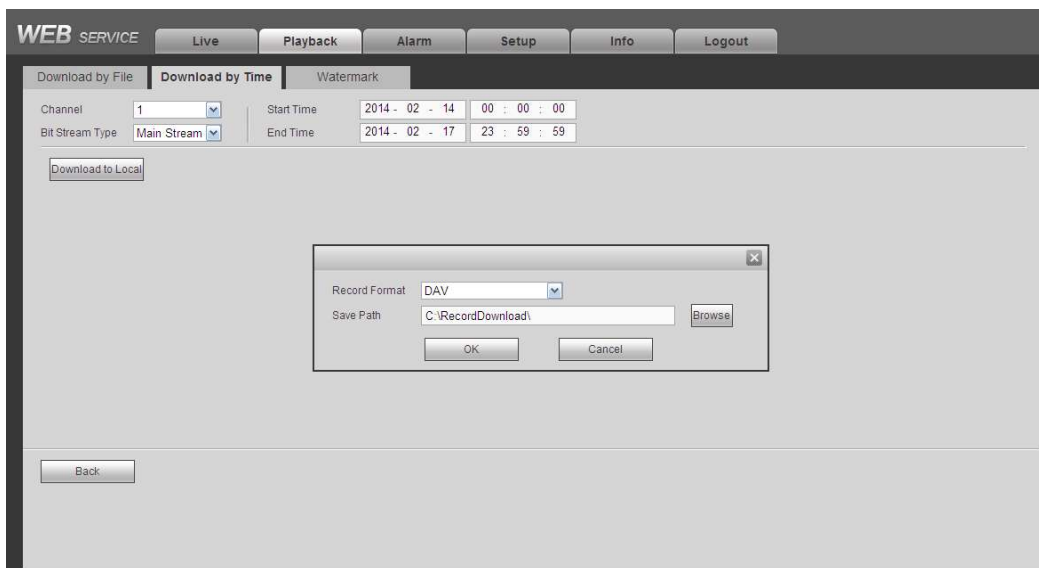 WEB SERVICE
Live Playback Alarm Setup Info Logout
Download by File Download by Time Watermark
Channel 1 Start Time 2014 - 02 - 14 00 : 00 : 00
Bit Stream Type Main Stream End Time 2014 - 02 - 17 23 : 59 : 59
Download to Local
Record Format DAV
Save Path C:\RecordDownload\ Browse
OK Cancel
Back